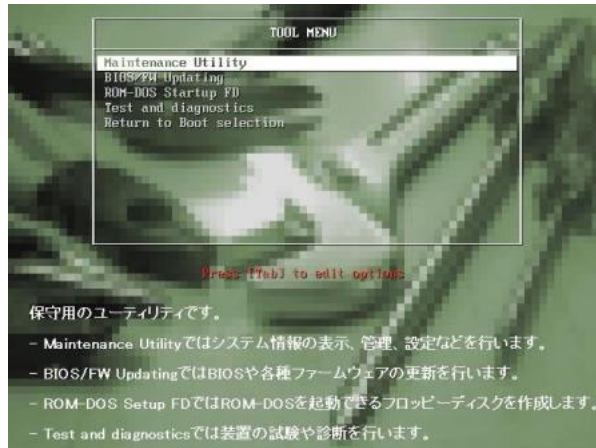 TOOL MENU
Maintenance Utility
BIOS/FW Updating
ROM-DOS Startup FD
Test and diagnostics
Return to Boot selection
Press [Tab] to edit options
保守用のユーティリティです。
- Maintenance Utilityではシステム情報の表示、管理、設定などを行います。
- BIOS/FW UpdatingではBIOSや各種ファームウェアの更新を行います。
- ROM-DOS Setup FDではROM-DOSを起動できるフロッピーディスクを作成します。
- Test and diagnosticsでは装置の試験や診断を行います。